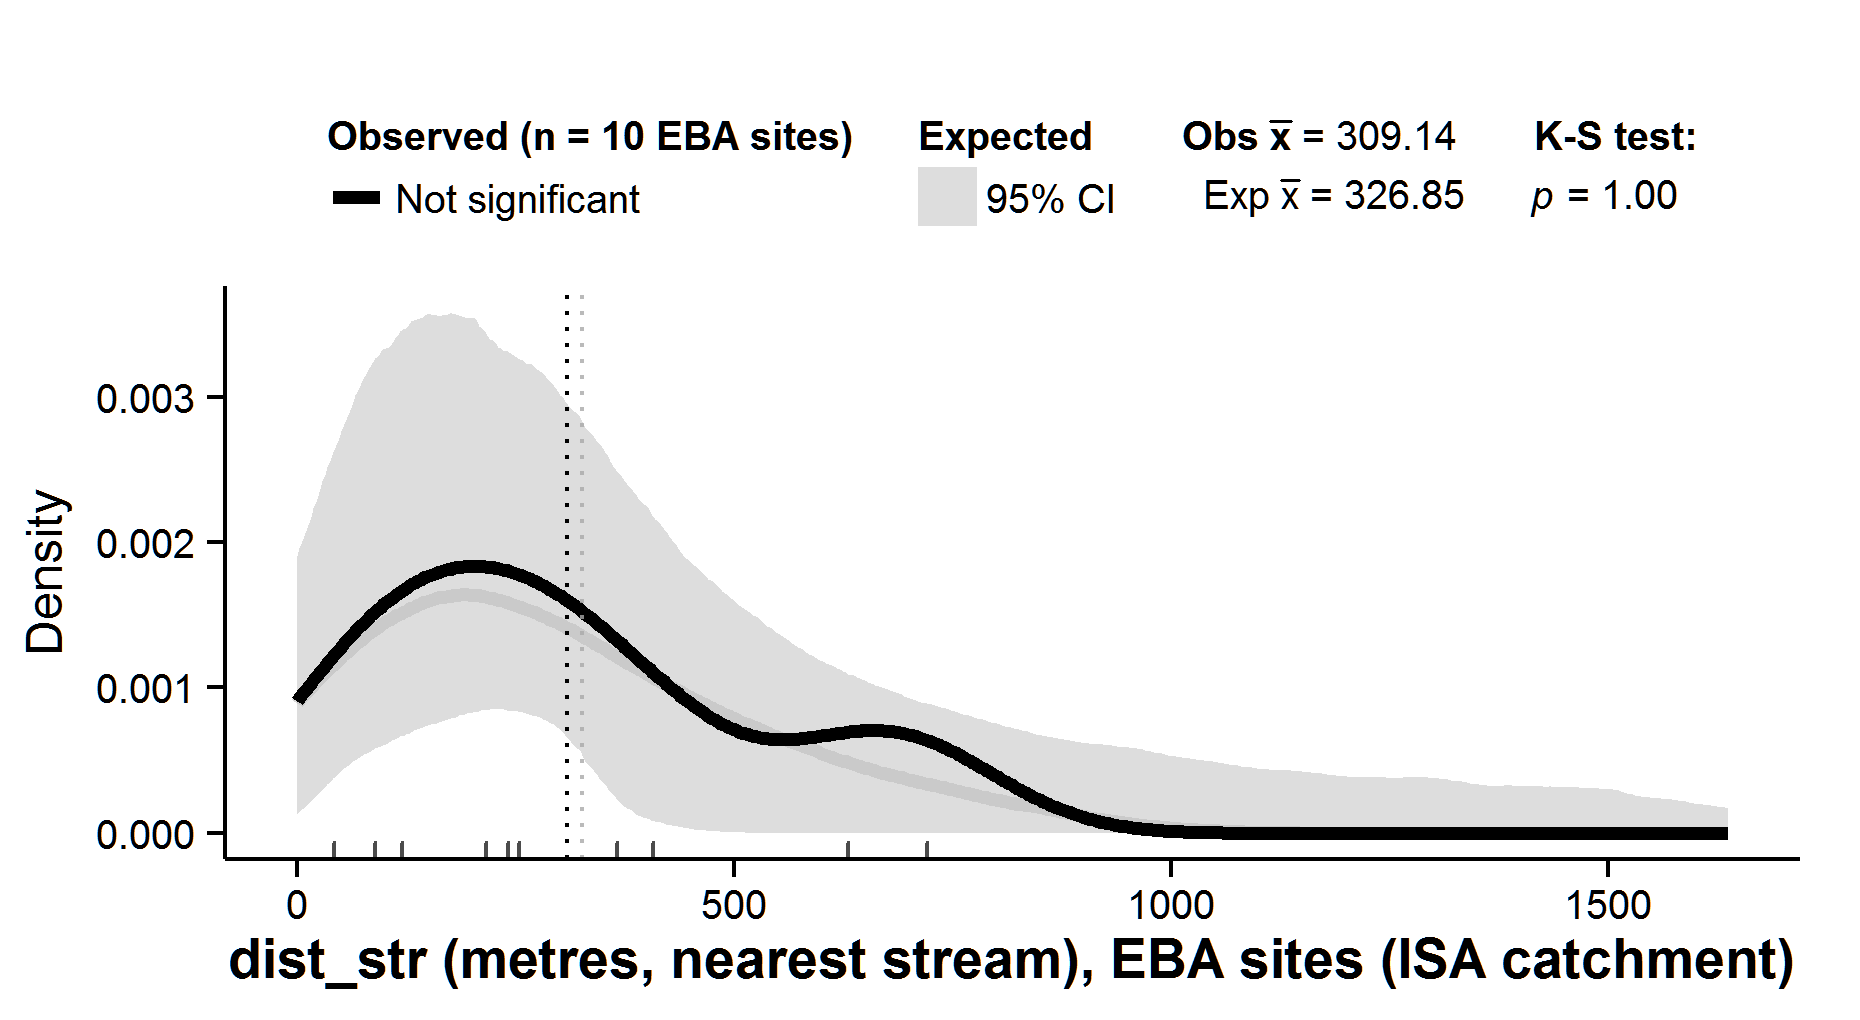 Observed (n = 10 EBA sites)
Not significant
Expected
95% CI
Obs x̅ = 309.14
Exp x̅ = 326.85
K-S test:
p = 1.00
Density
0.003
0.002
0.001
0.000
0 500 1000 1500
dist_str (metres, nearest stream), EBA sites (ISA catchment)